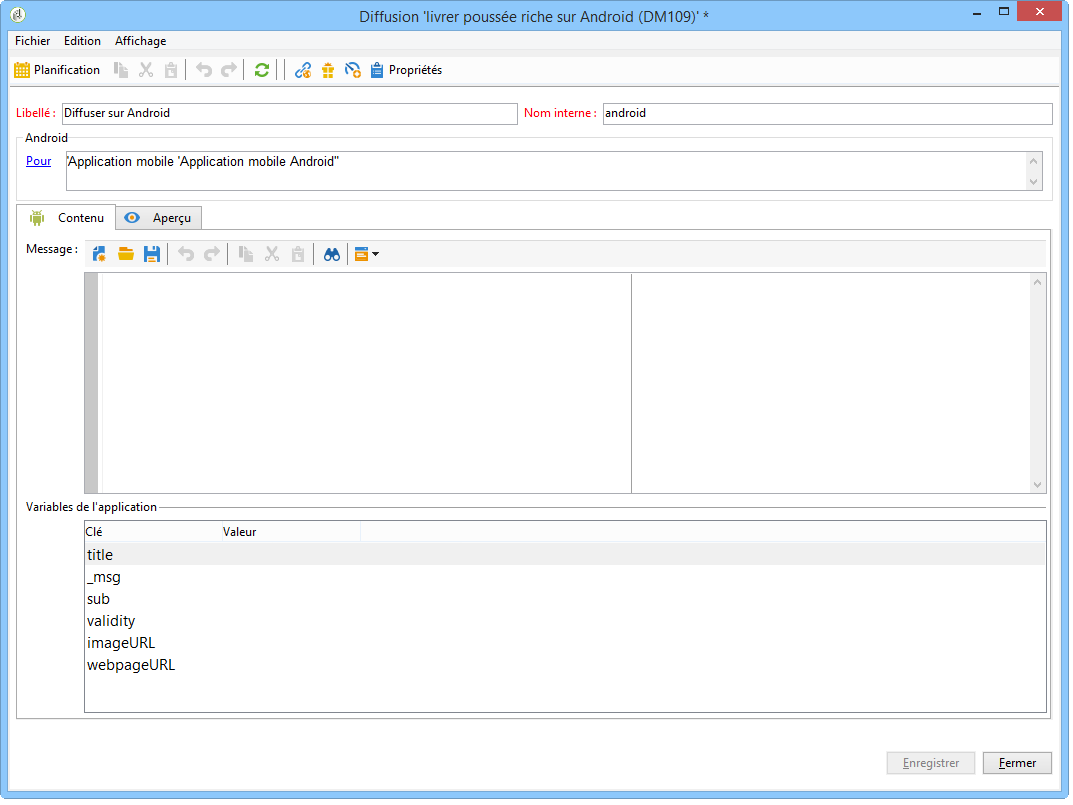 Diffusion 'livrer poussée riche sur Android (DM109)' *
Fichier Edition Affichage
Planification Propriétés
Libellé : Diffuser sur Android Nom interne : android
Android
Pour 'Application mobile 'Application mobile Android''
Contenu Aperçu
Message :
Variables de l'application
Clé Valeur
title
_msg
sub
validity
imageURL
webpageURL
Enregistrer Fermer